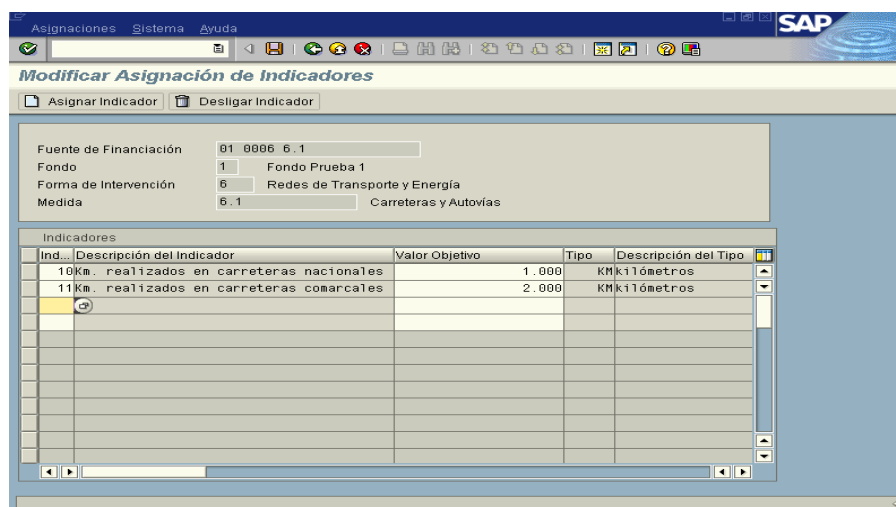 Asignaciones Sistema Ayuda
SAP
Modificar Asignación de Indicadores
Asignar Indicador Desligar Indicador
Fuente de Financiación 01 0006 6.1
Fondo 1 Fondo Prueba 1
Forma de Intervención 6 Redes de Transporte y Energía
Medida 6.1 Carreteras y Autovías
Indicadores
Ind... Descripción del Indicador Valor Objetivo Tipo Descripción del Tipo
10 Km. realizados en carreteras nacionales 1.000 KM kilómetros
11 Km. realizados en carreteras comarcales 2.000 KM kilómetros